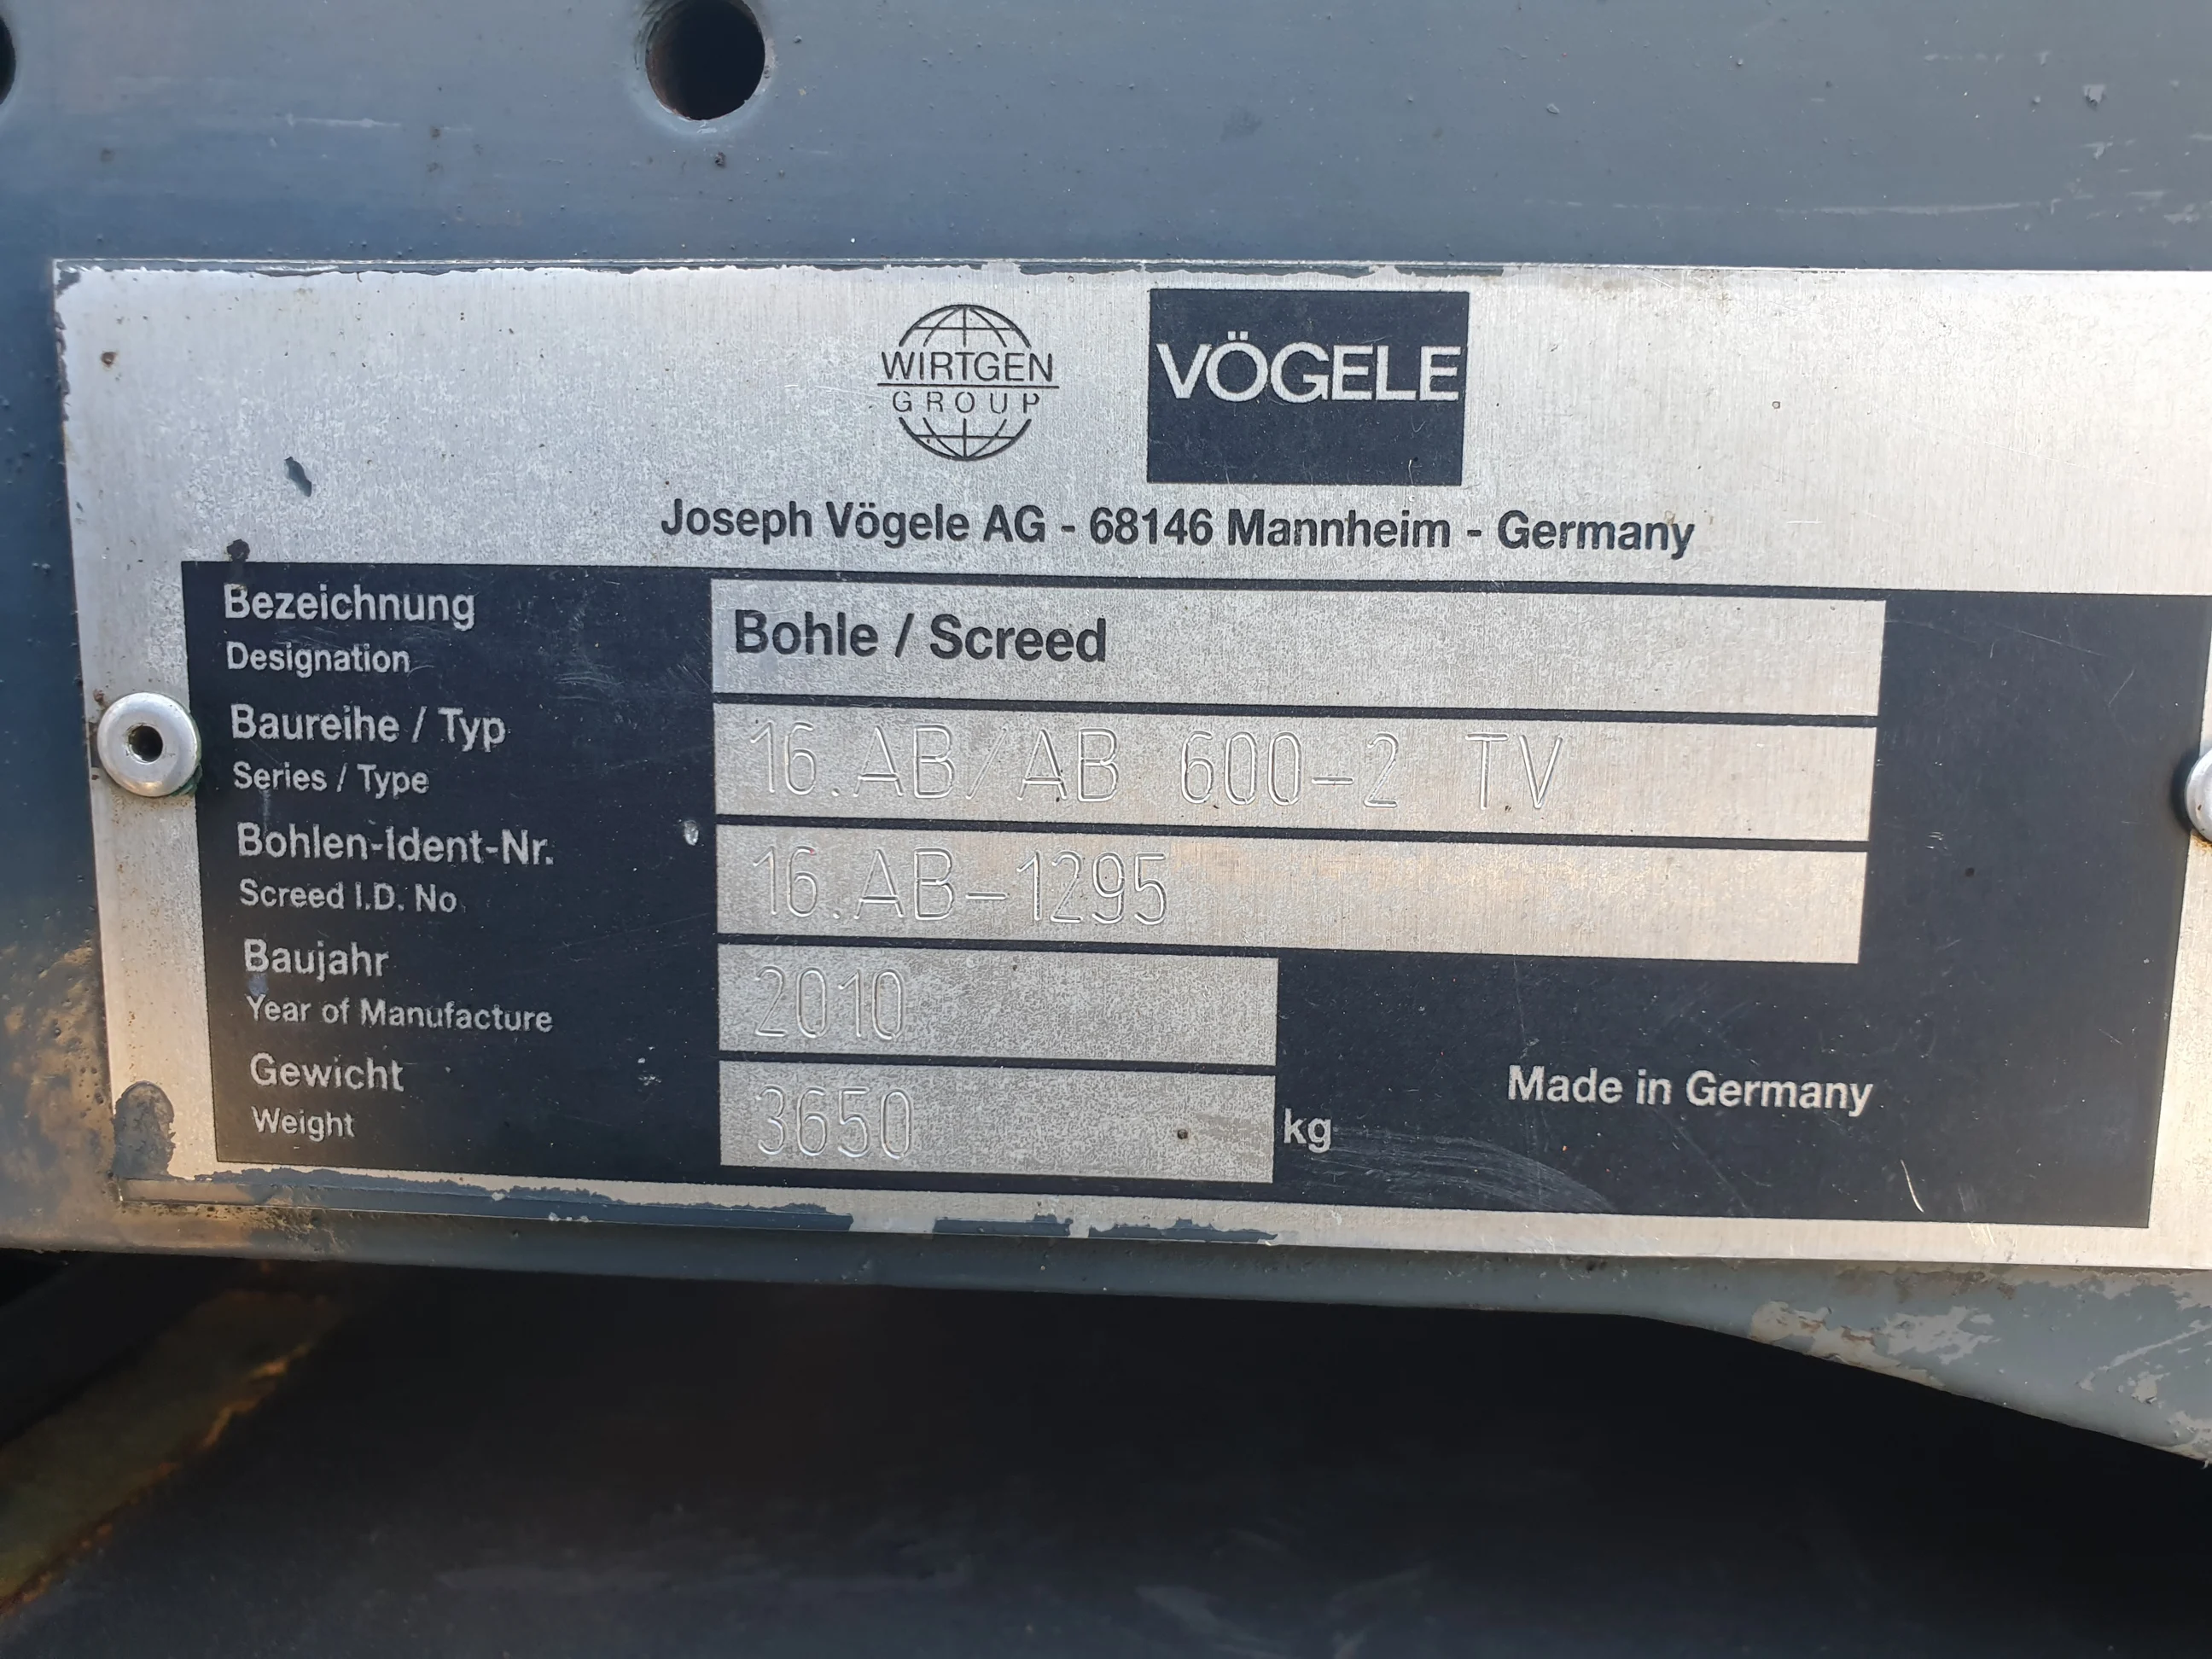 WIRTGEN
GROUP
VÖGELE
Joseph Vögele AG - 68146 Mannheim - Germany
Bezeichnung
Designation
Bohle / Screed
Baureihe / Typ
Series / Type
16.AB/AB 600-2 TV
Bohlen-Ident-Nr.
Screed I.D. No
16.AB-1295
Baujahr
Year of Manufacture
2010
Gewicht
Weight
3650 kg
Made in Germany